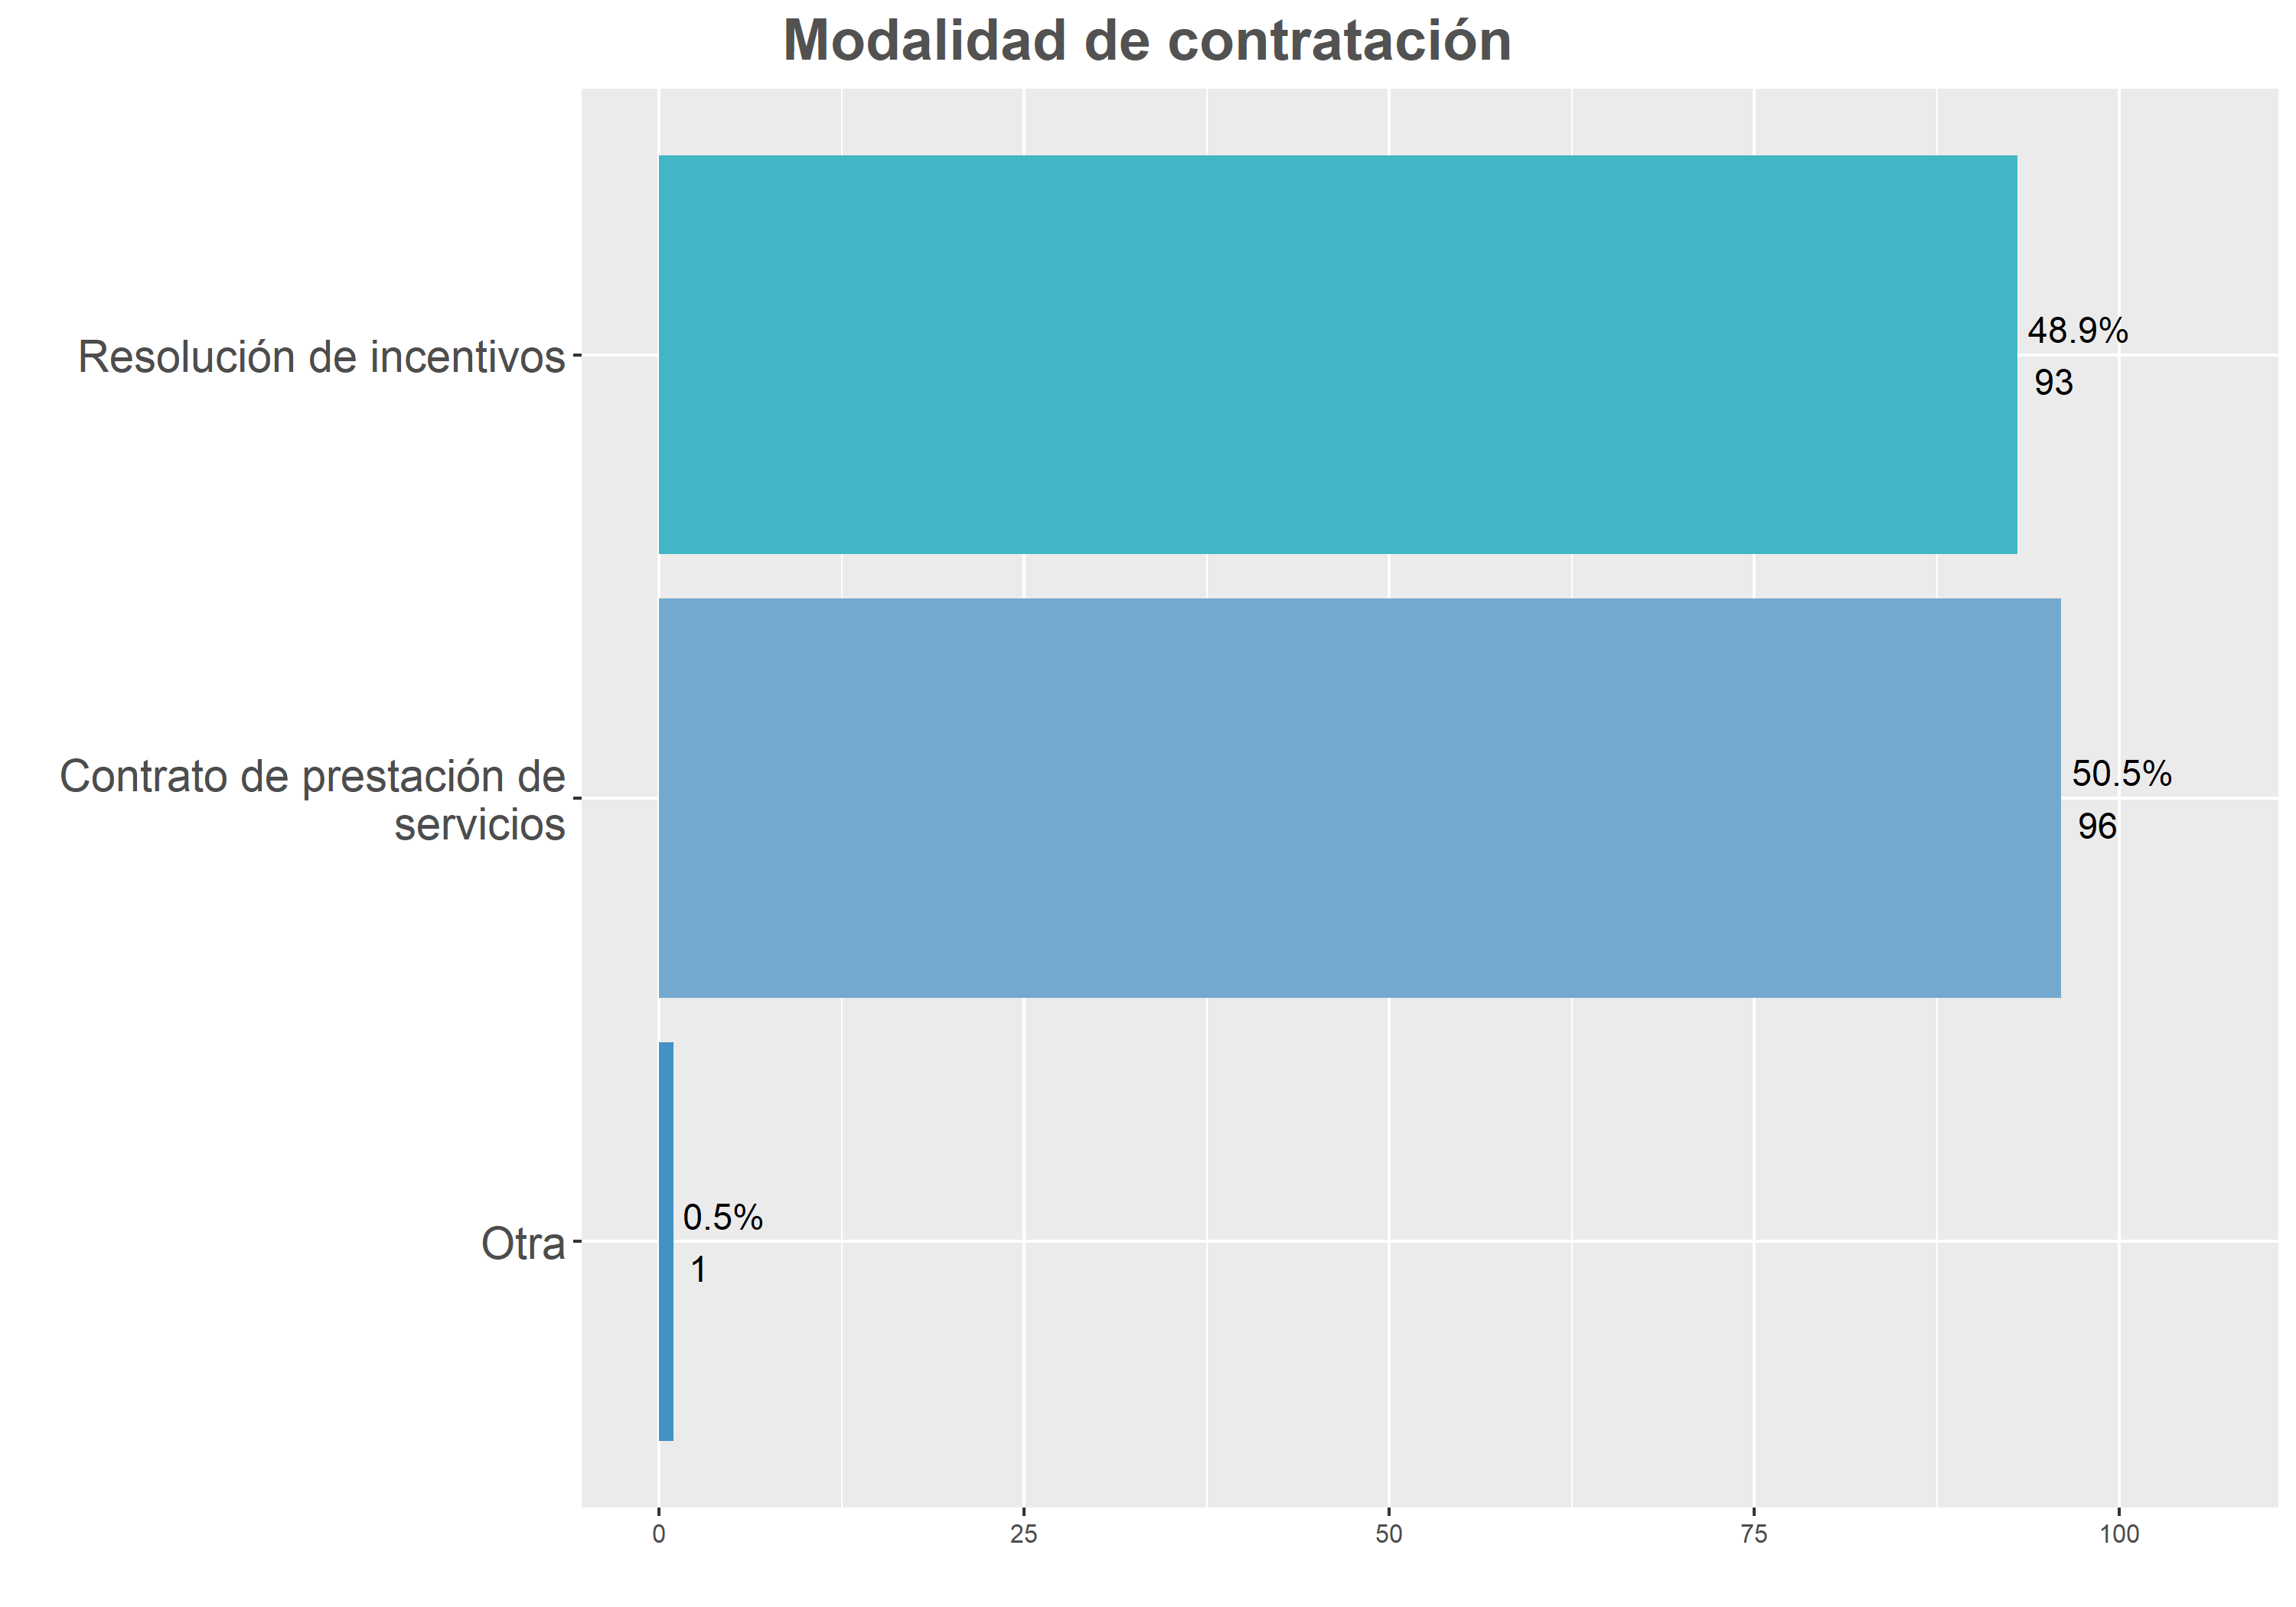 Modalidad de contratación
Resolución de incentivos
48.9%
93
Contrato de prestación de
servicios
50.5%
96
Otra
0.5%
1
0 25 50 75 100